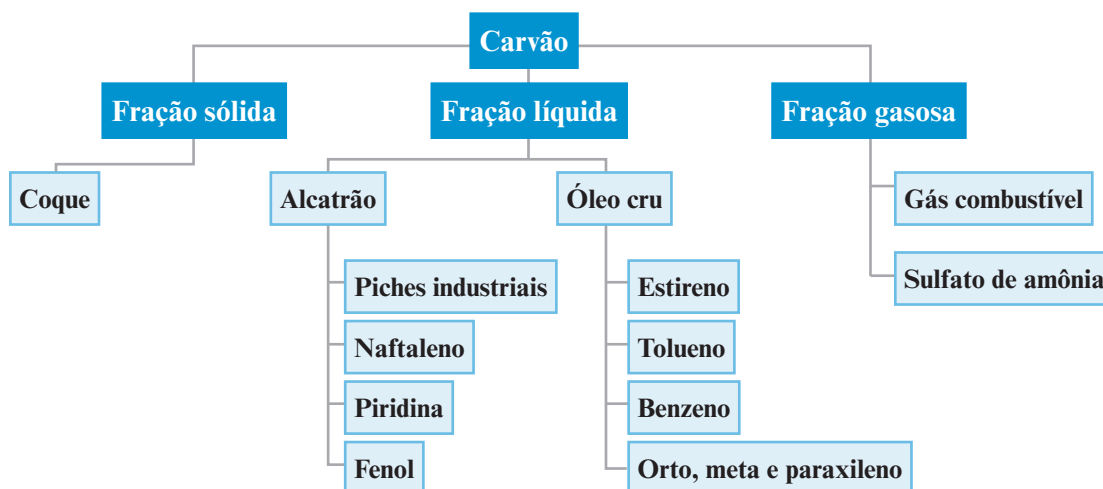 Carvão
Fração sólida
Fração líquida
Fração gasosa
Coque
Alcatrão
Óleo cru
Gás combustível
Sulfato de amônia
Piches industriais
Naftaleno
Piridina
Fenol
Estireno
Tolueno
Benzeno
Orto, meta e paraxileno